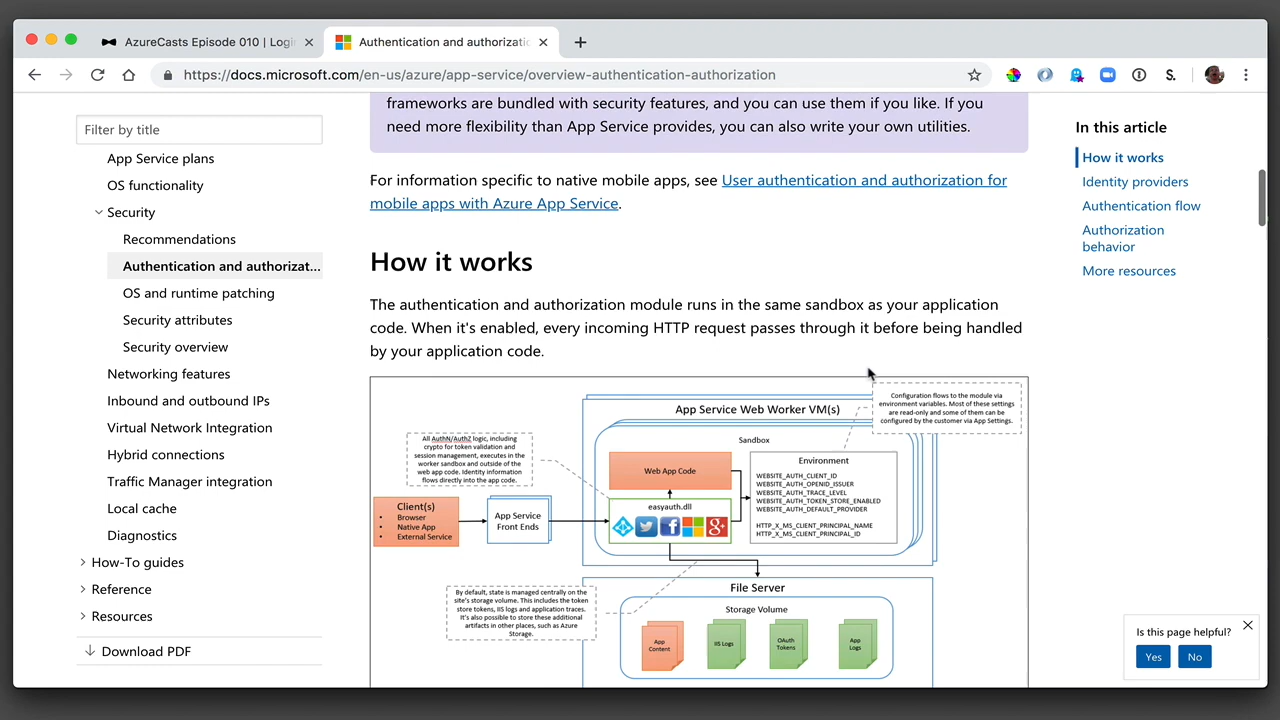 AzureCasts Episode 010 | Logi
Authentication and authorizatio
https://docs.microsoft.com/en-us/azure/app-service/overview-authentication-authorization
S.
Filter by title
App Service plans
OS functionality
Security
Recommendations
Authentication and authorizat...
OS and runtime patching
Security attributes
Security overview
Networking features
Inbound and outbound IPs
Virtual Network Integration
Hybrid connections
Traffic Manager integration
Local cache
Diagnostics
How-To guides
Reference
Resources
Download PDF
frameworks are bundled with security features, and you can use them if you like. If you
need more flexibility than App Service provides, you can also write your own utilities.
For information specific to native mobile apps, see User authentication and authorization for
mobile apps with Azure App Service.
How it works
The authentication and authorization module runs in the same sandbox as your application
code. When it's enabled, every incoming HTTP request passes through it before being handled
by your application code.
App Service Web Worker VM(s)
Configuration flows to the module via
environment variables. Most of these settings
are read-only and some of them can be
configured by the customer via App Settings.
All AuthN/AuthZ logic, including
crypto for token validation and
session management, executes in the
worker sandbox and outside of the
web app code. Identity information
flows directly into the app code.
Sandbox
Web App Code
Environment
WEBSITE_AUTH_CLIENT_ID
WEBSITE_AUTH_OPENID_ISSUER
WEBSITE_AUTH_TRACE_LEVEL
WEBSITE_AUTH_TOKEN_STORE_ENABLED
WEBSITE_AUTH_DEFAULT_PROVIDER
HTTP_X_MS_CLIENT_PRINCIPAL_NAME
HTTP_X_MS_CLIENT_PRINCIPAL_ID
easyauth.dll
Client(s)
• Browser
• Native App
• External Service
App Service
Front Ends
By default, state is managed centrally on the
site's storage volume. This includes the token
store tokens, IIS logs and application traces.
It's also possible to store these additional
artifacts in other places, such as Azure
Storage.
File Server
Storage Volume
App
Content
IIS Logs
OAuth
Tokens
App
Logs
In this article
How it works
Identity providers
Authentication flow
Authorization
behavior
More resources
Is this page helpful?
Yes
No